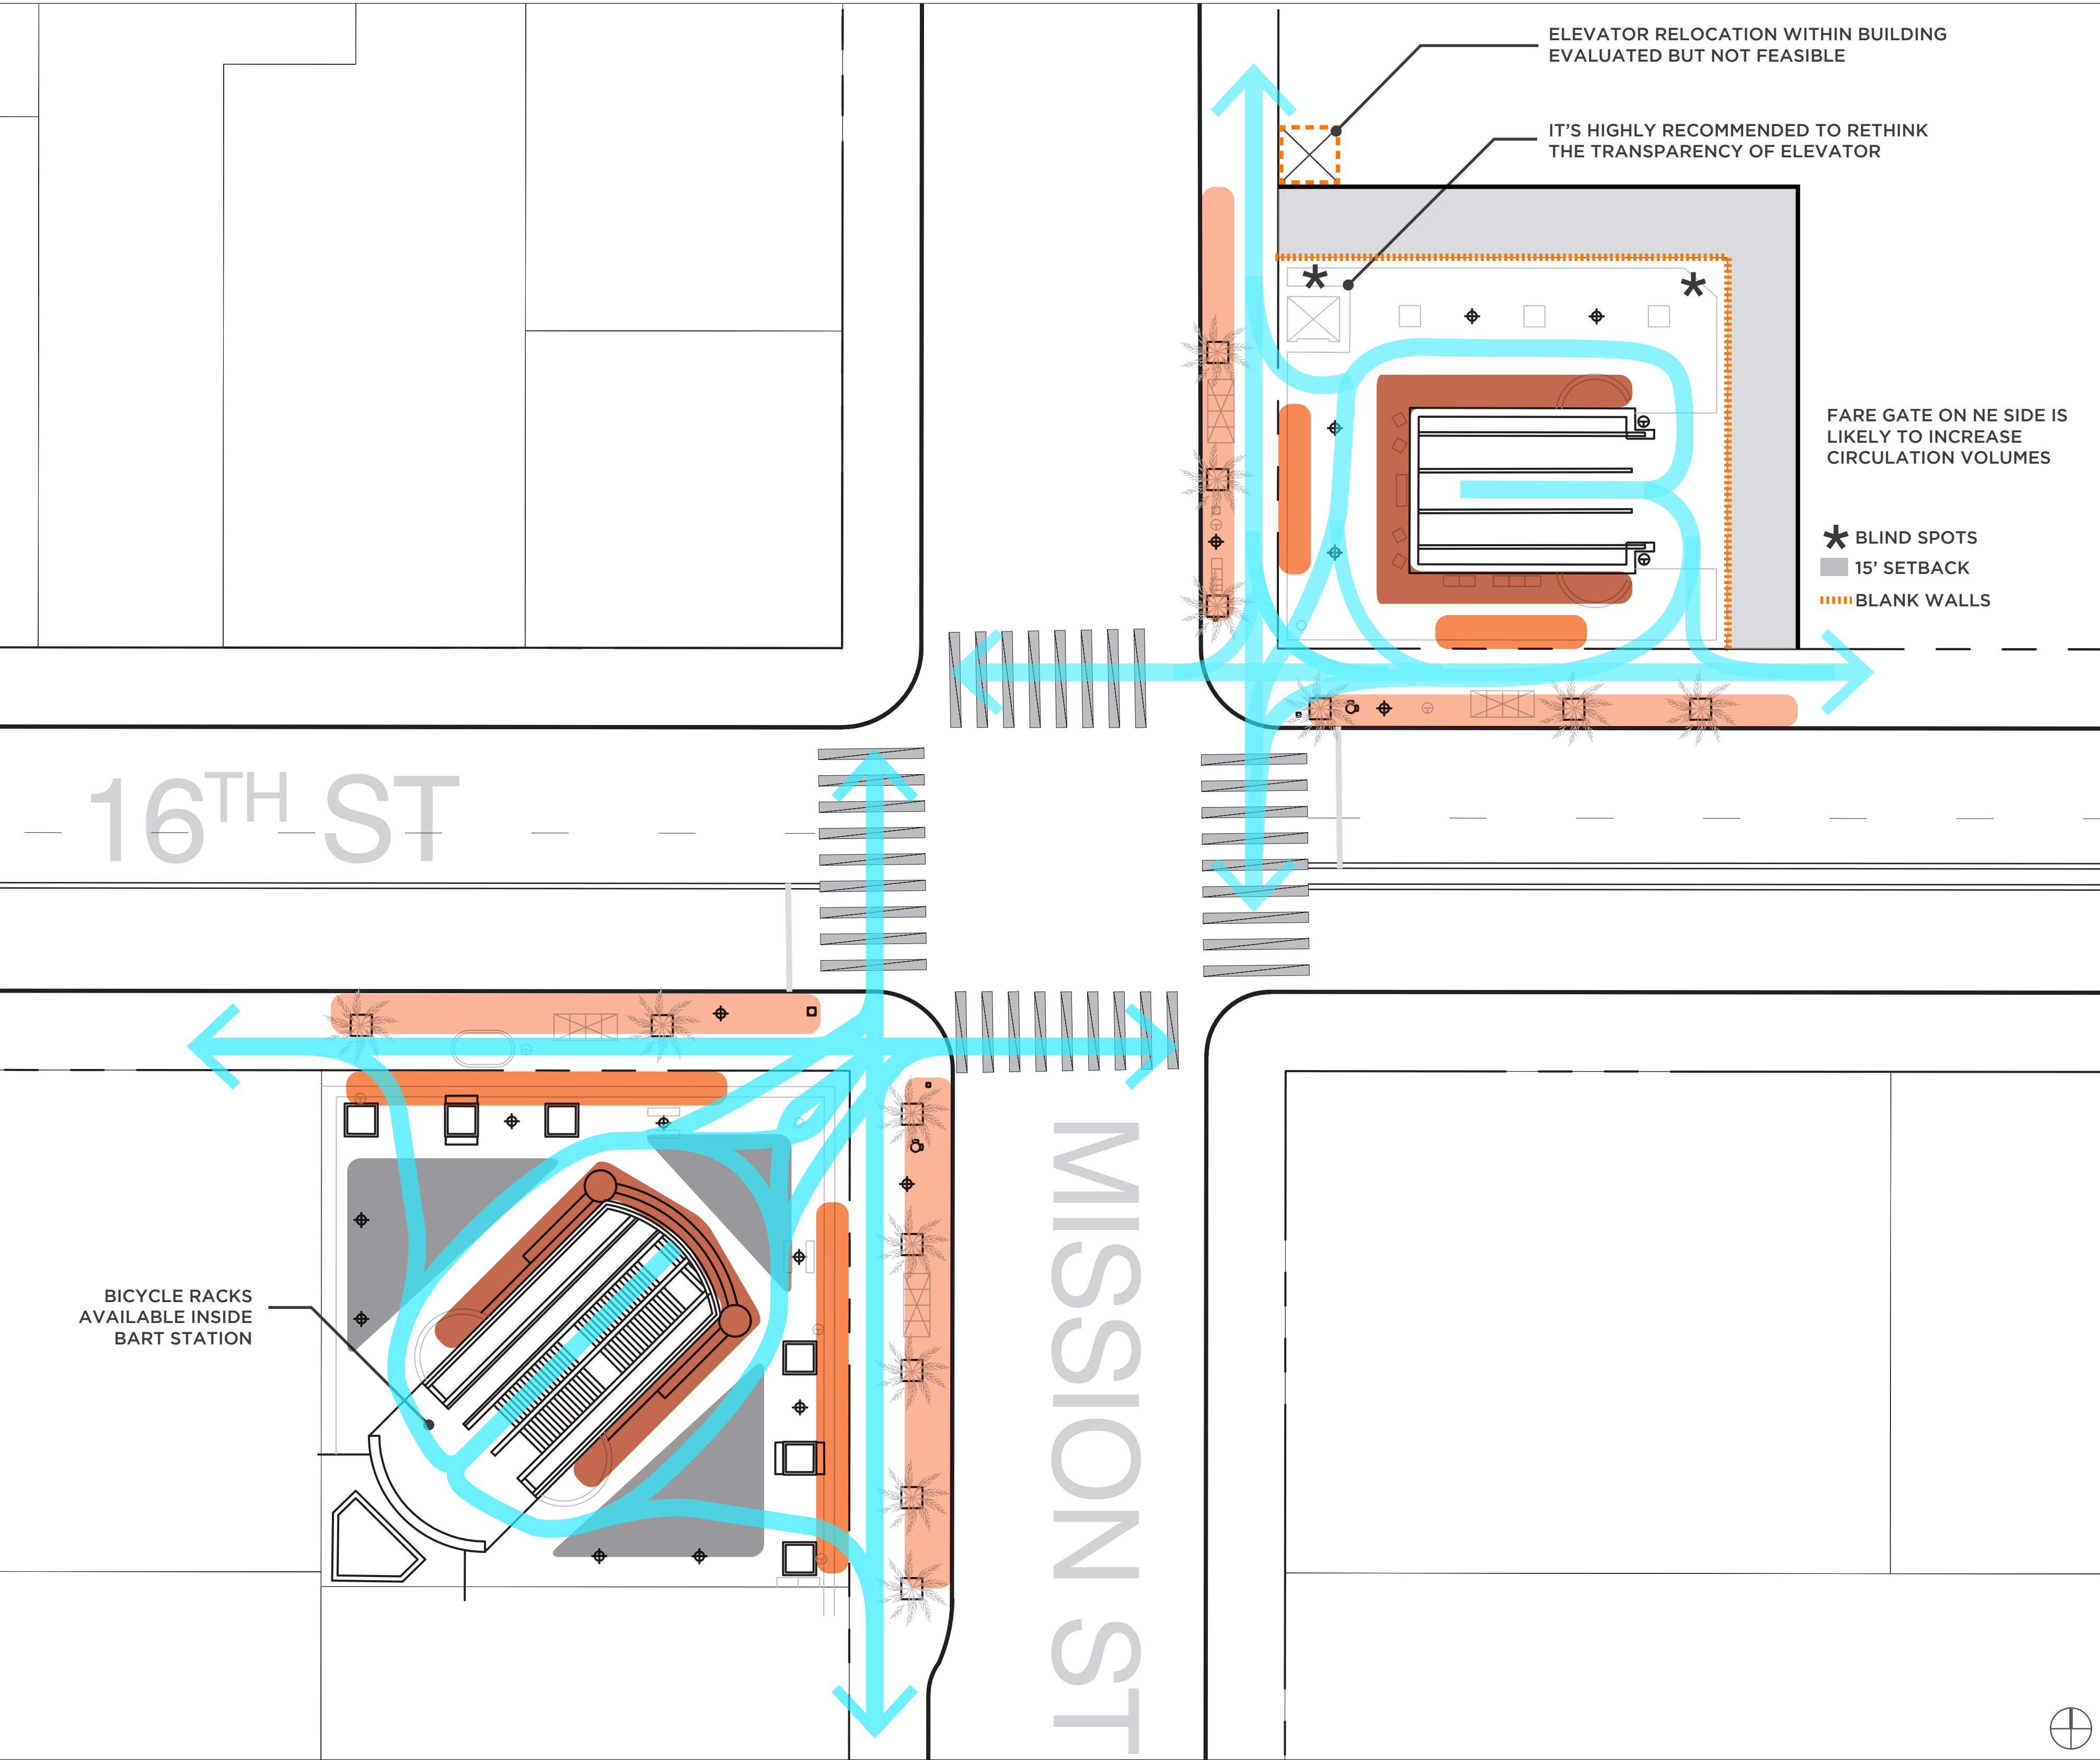 ELEVATOR RELOCATION WITHIN BUILDING
EVALUATED BUT NOT FEASIBLE
IT'S HIGHLY RECOMMENDED TO RETHINK
THE TRANSPARENCY OF ELEVATOR
FARE GATE ON NE SIDE IS
LIKELY TO INCREASE
CIRCULATION VOLUMES
BLIND SPOTS
15' SETBACK
BLANK WALLS
16TH ST
MISSION ST
BICYCLE RACKS
AVAILABLE INSIDE
BART STATION